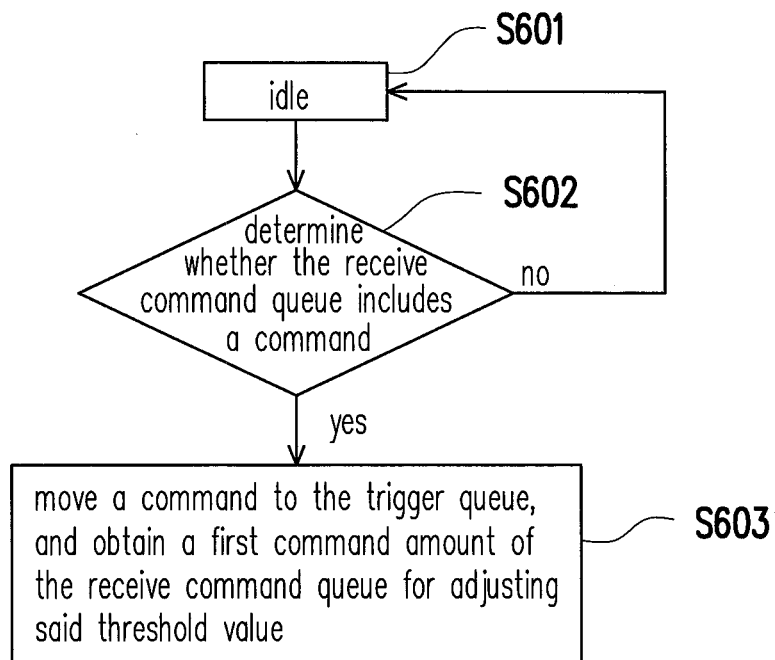 S601
idle
S602
determine
whether the receive
command queue includes
a command
no
yes
move a command to the trigger queue,
and obtain a first command amount of
the receive command queue for adjusting
said threshold value
S603